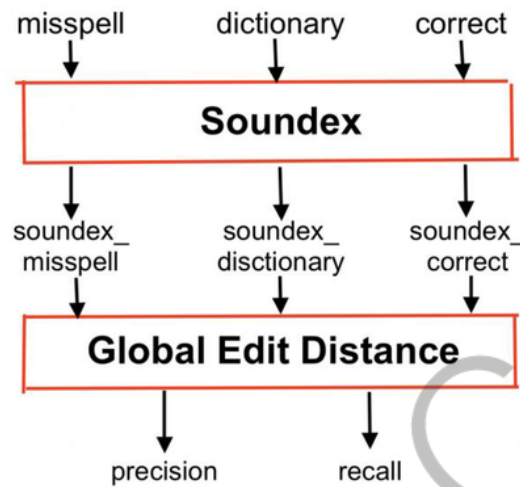 misspell dictionary correct
Soundex
soundex_ soundex_ soundex_
misspell disctionary correct
Global Edit Distance
precision recall